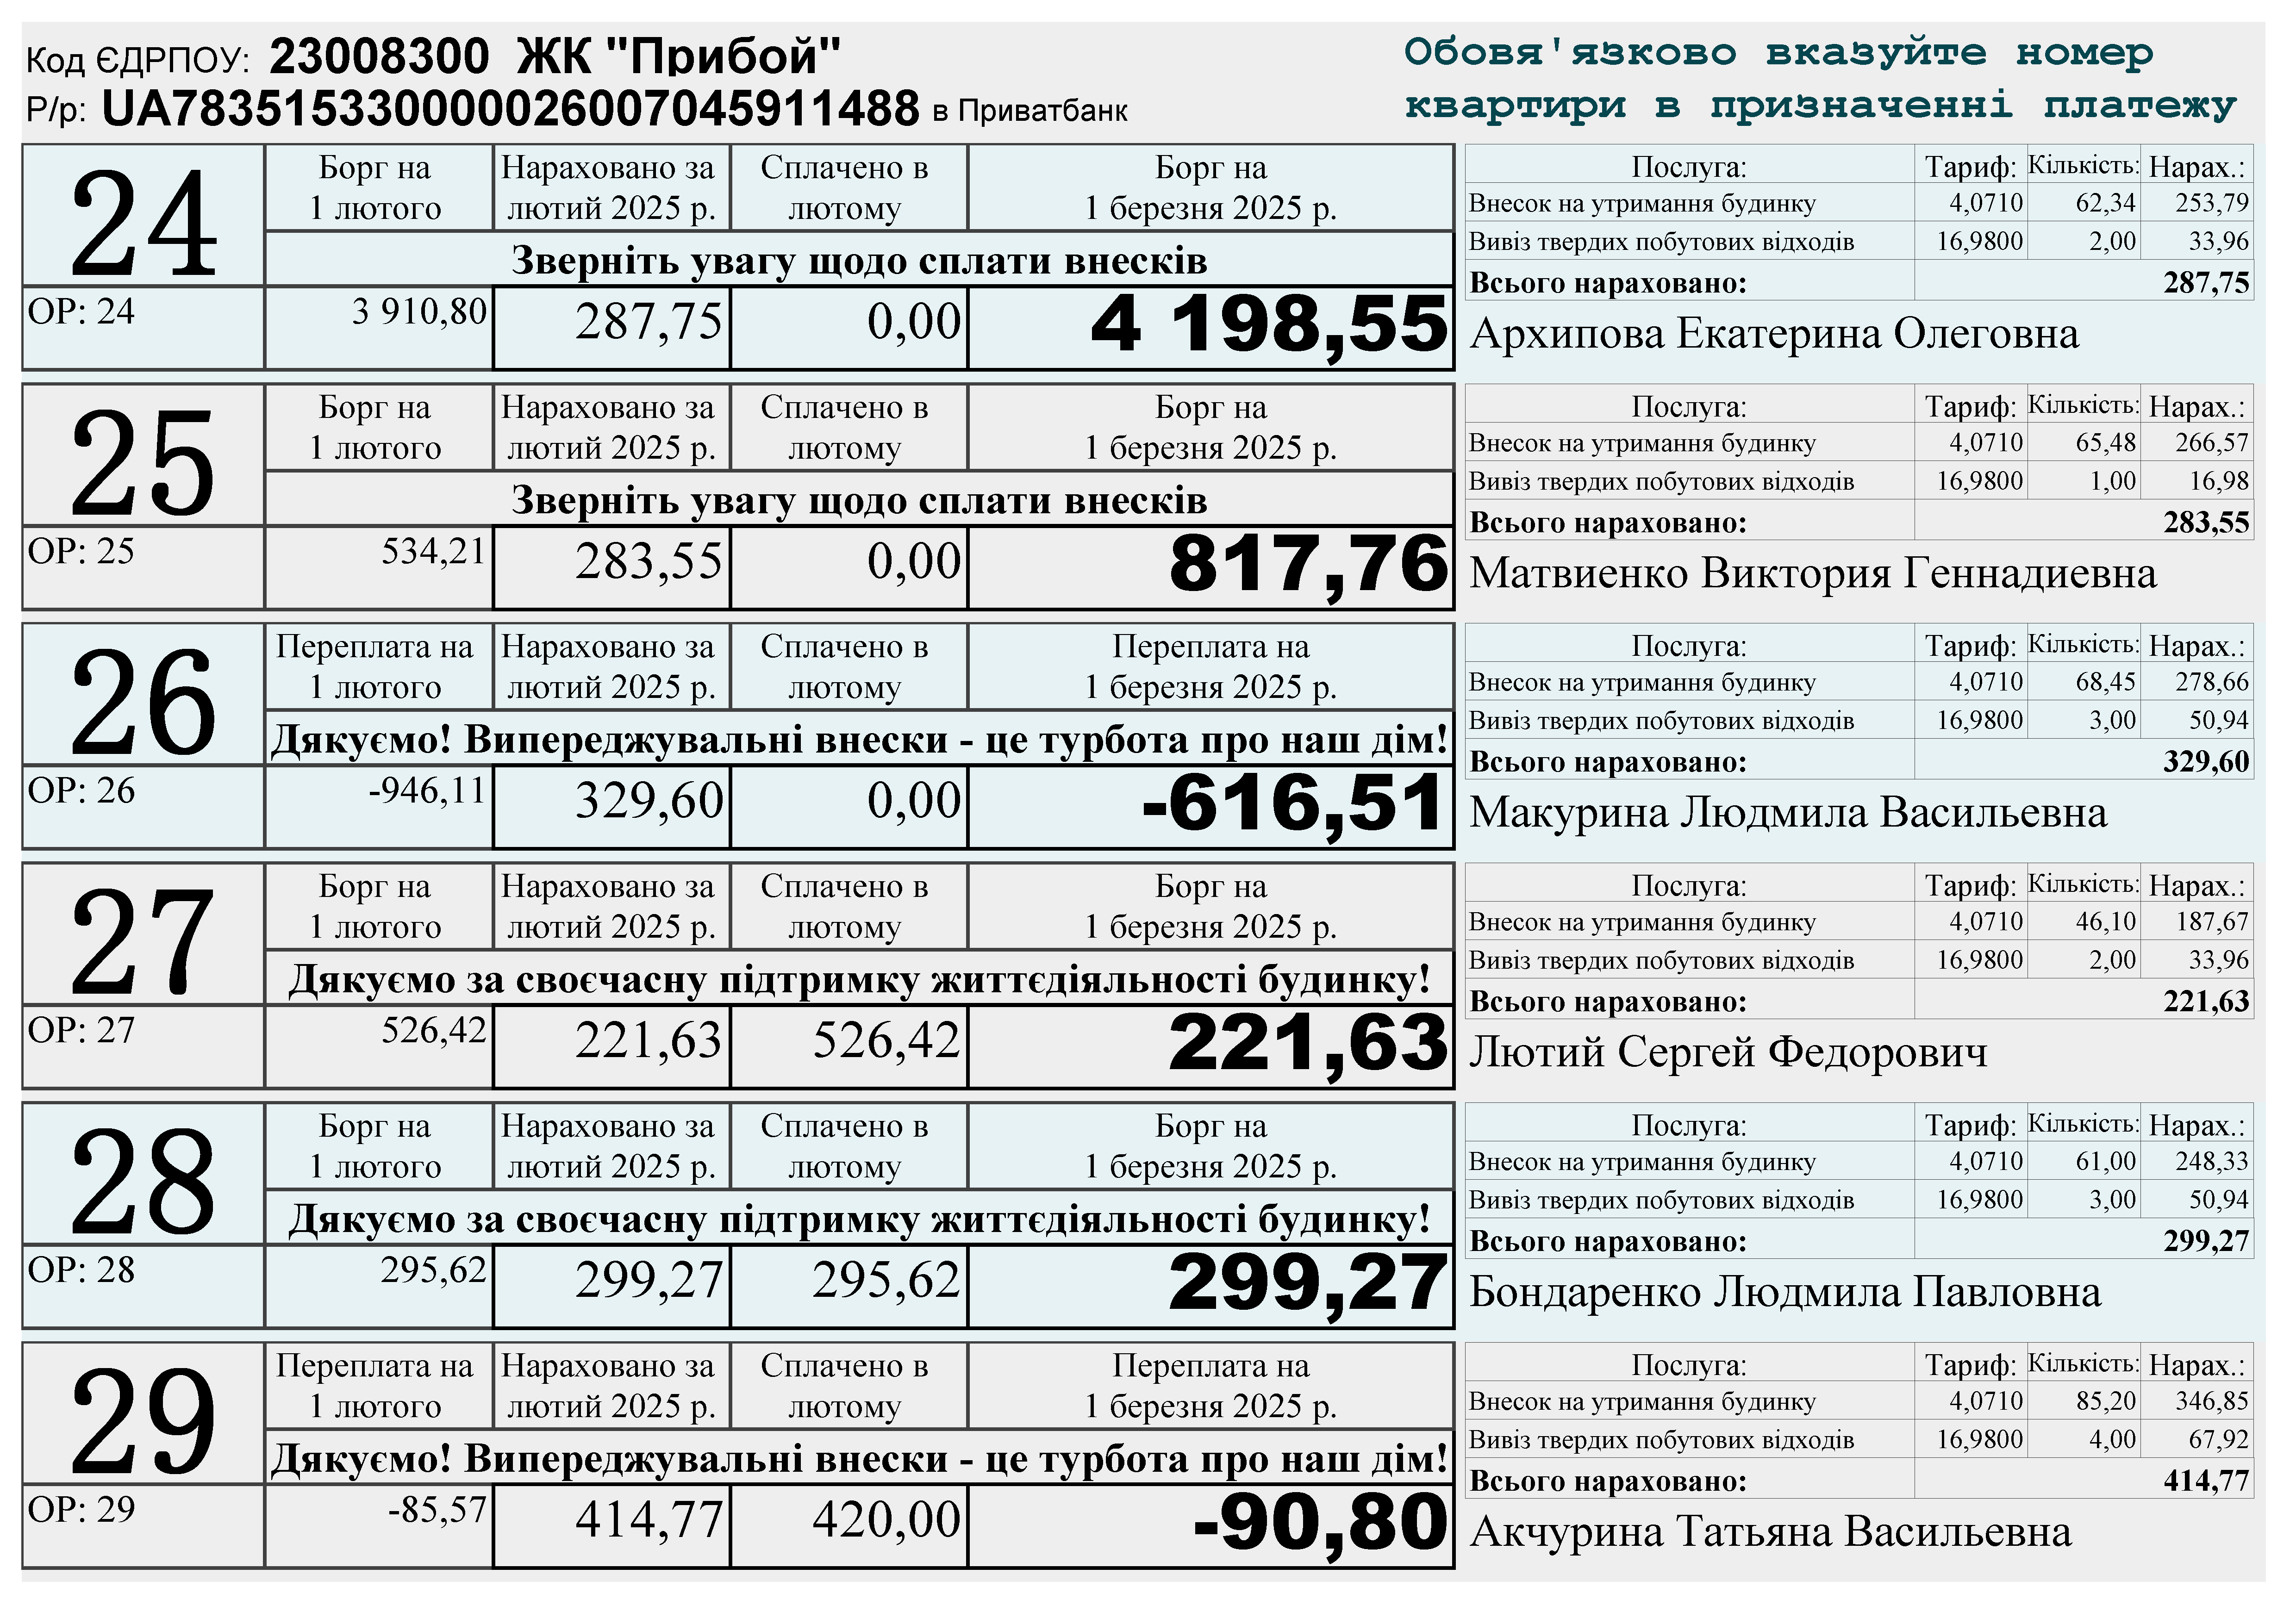 Код ЄДРПОУ: 23008300 ЖК "Прибой"
Р/р: UA783515330000026007045911488 в Приватбанк
Обовя'язково вказуйте номер
квартири в призначенні платежу
24
Борг на
1 лютого
Нараховано за
лютий 2025 р.
Сплачено в
лютому
Борг на
1 березня 2025 р.
Зверніть увагу щодо сплати внесків
ОР: 24 3 910,80 287,75 0,00 4 198,55
Послуга: Тариф: Кількість: Нарах.:
Внесок на утримання будинку 4,0710 62,34 253,79
Вивіз твердих побутових відходів 16,9800 2,00 33,96
Всього нараховано: 287,75
Архипова Екатерина Олеговна
25
Борг на
1 лютого
Нараховано за
лютий 2025 р.
Сплачено в
лютому
Борг на
1 березня 2025 р.
Зверніть увагу щодо сплати внесків
ОР: 25 534,21 283,55 0,00 817,76
Послуга: Тариф: Кількість: Нарах.:
Внесок на утримання будинку 4,0710 65,48 266,57
Вивіз твердих побутових відходів 16,9800 1,00 16,98
Всього нараховано: 283,55
Матвиенко Виктория Геннадиевна
26
Переплата на
1 лютого
Нараховано за
лютий 2025 р.
Сплачено в
лютому
Переплата на
1 березня 2025 р.
Дякуємо! Випереджувальні внески - це турбота про наш дім!
ОР: 26 -946,11 329,60 0,00 -616,51
Послуга: Тариф: Кількість: Нарах.:
Внесок на утримання будинку 4,0710 68,45 278,66
Вивіз твердих побутових відходів 16,9800 3,00 50,94
Всього нараховано: 329,60
Макурина Людмила Васильевна
27
Борг на
1 лютого
Нараховано за
лютий 2025 р.
Сплачено в
лютому
Борг на
1 березня 2025 р.
Дякуємо за своєчасну підтримку життєдіяльності будинку!
ОР: 27 526,42 221,63 526,42 221,63
Послуга: Тариф: Кількість: Нарах.:
Внесок на утримання будинку 4,0710 46,10 187,67
Вивіз твердих побутових відходів 16,9800 2,00 33,96
Всього нараховано: 221,63
Лютий Сергей Федорович
28
Борг на
1 лютого
Нараховано за
лютий 2025 р.
Сплачено в
лютому
Борг на
1 березня 2025 р.
Дякуємо за своєчасну підтримку життєдіяльності будинку!
ОР: 28 295,62 299,27 295,62 299,27
Послуга: Тариф: Кількість: Нарах.:
Внесок на утримання будинку 4,0710 61,00 248,33
Вивіз твердих побутових відходів 16,9800 3,00 50,94
Всього нараховано: 299,27
Бондаренко Людмила Павловна
29
Переплата на
1 лютого
Нараховано за
лютий 2025 р.
Сплачено в
лютому
Переплата на
1 березня 2025 р.
Дякуємо! Випереджувальні внески - це турбота про наш дім!
ОР: 29 -85,57 414,77 420,00 -90,80
Послуга: Тариф: Кількість: Нарах.:
Внесок на утримання будинку 4,0710 85,20 346,85
Вивіз твердих побутових відходів 16,9800 4,00 67,92
Всього нараховано: 414,77
Акчурина Татьяна Васильевна